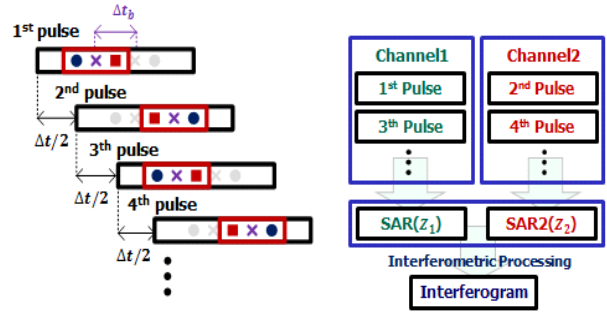 Δt_b
1st pulse
2nd pulse
Δt/2
3th pulse
Δt/2
4th pulse
Δt/2
Channel1
Channel2
1st Pulse
2nd Pulse
3th Pulse
4th Pulse
SAR(z₁)
SAR2(z₂)
Interferometric Processing
Interferogram